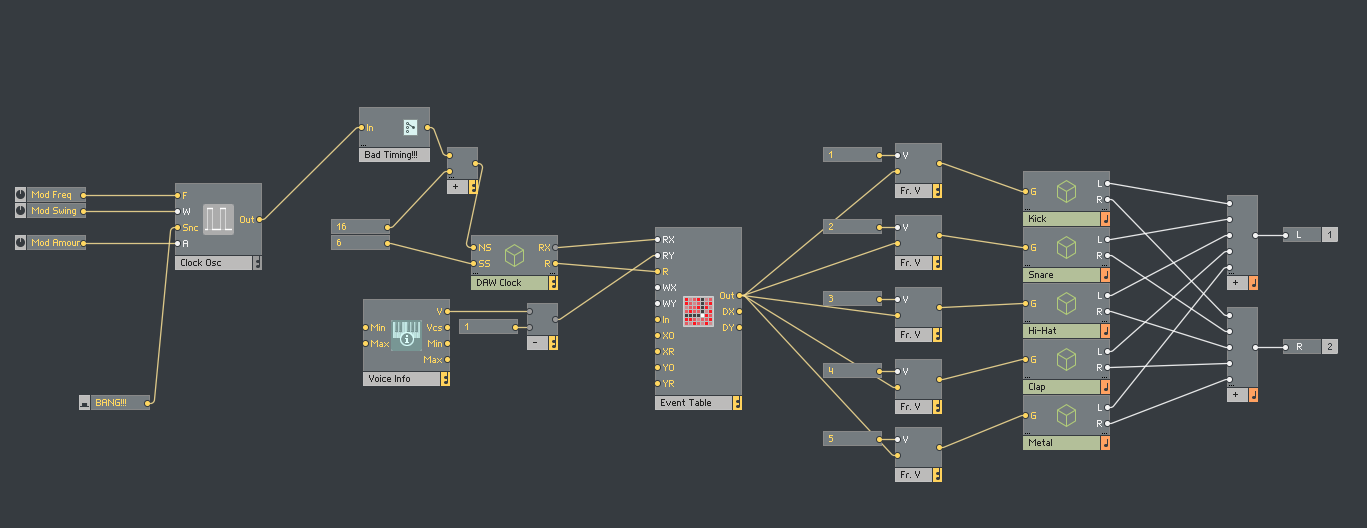 Mod Freq
Mod Swing
Mod Amour
F
W
Snc
A
Out
Clock Osc
BANG!!!
In
...
Bad Timing!!!
...
+
16
6
NS
SS
RX
R
...
...
DAW Clock
Min
Max
V
Vcs
Min
Max
Voice Info
1
...
-
RX
RY
R
WX
WY
In
XO
XR
YO
YR
Out
DX
DY
Event Table
1
V
Fr. V
2
V
Fr. V
3
V
Fr. V
4
V
Fr. V
5
V
Fr. V
G
L
R
...
...
Kick
G
L
R
...
...
Snare
G
L
R
...
...
Hi-Hat
G
L
R
...
...
Clap
G
L
R
...
...
Metal
...
+
L
1
...
+
R
2